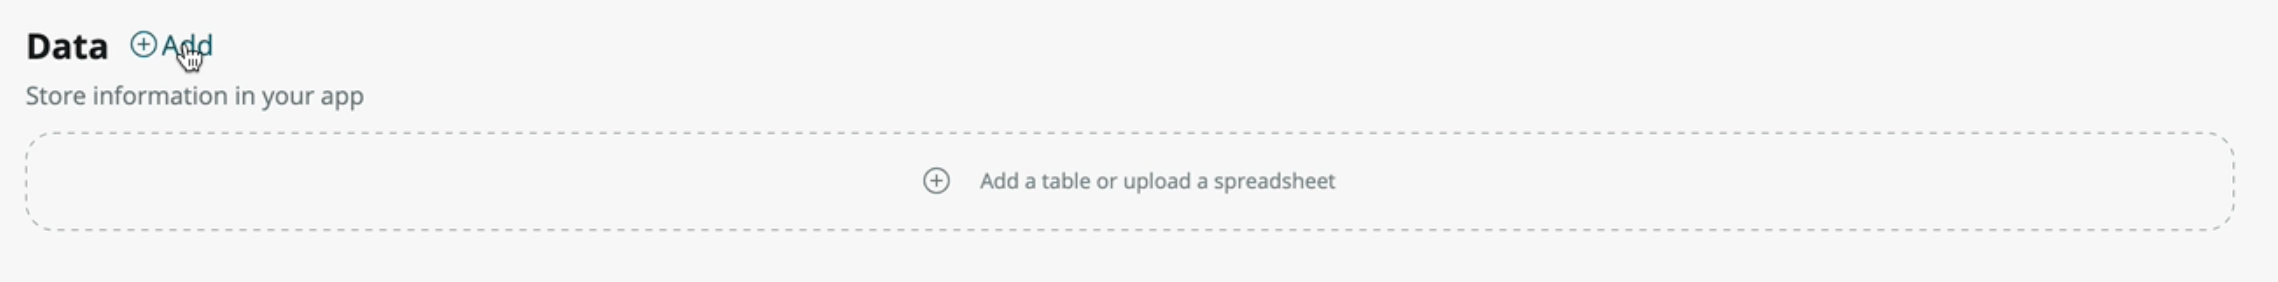 Data Add
Store information in your app
Add a table or upload a spreadsheet